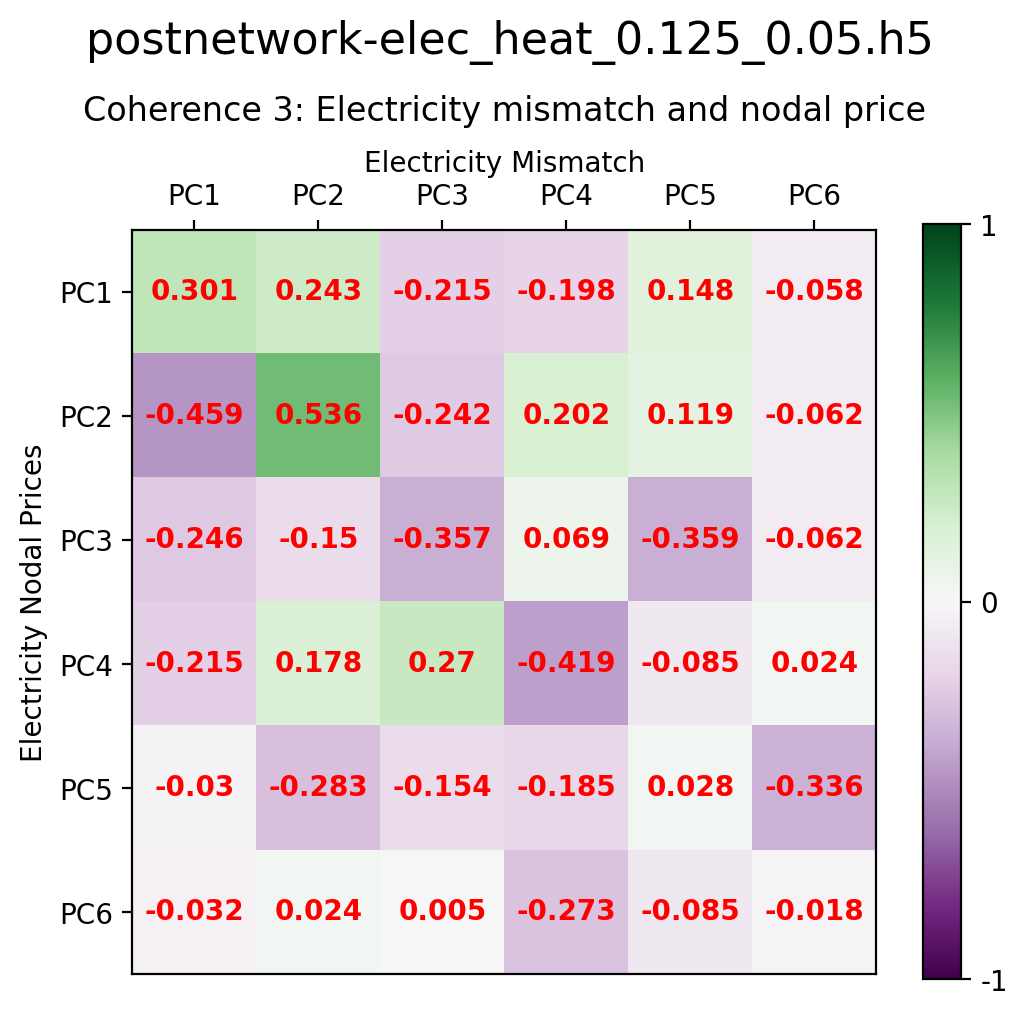 postnetwork-elec_heat_0.125_0.05.h5
Coherence 3: Electricity mismatch and nodal price
Electricity Mismatch
PC1 PC2 PC3 PC4 PC5 PC6
Electricity Nodal Prices
PC1 0.301 0.243 -0.215 -0.198 0.148 -0.058
PC2 -0.459 0.536 -0.242 0.202 0.119 -0.062
PC3 -0.246 -0.15 -0.357 0.069 -0.359 -0.062
PC4 -0.215 0.178 0.27 -0.419 -0.085 0.024
PC5 -0.03 -0.283 -0.154 -0.185 0.028 -0.336
PC6 -0.032 0.024 0.005 -0.273 -0.085 -0.018
1
0
-1